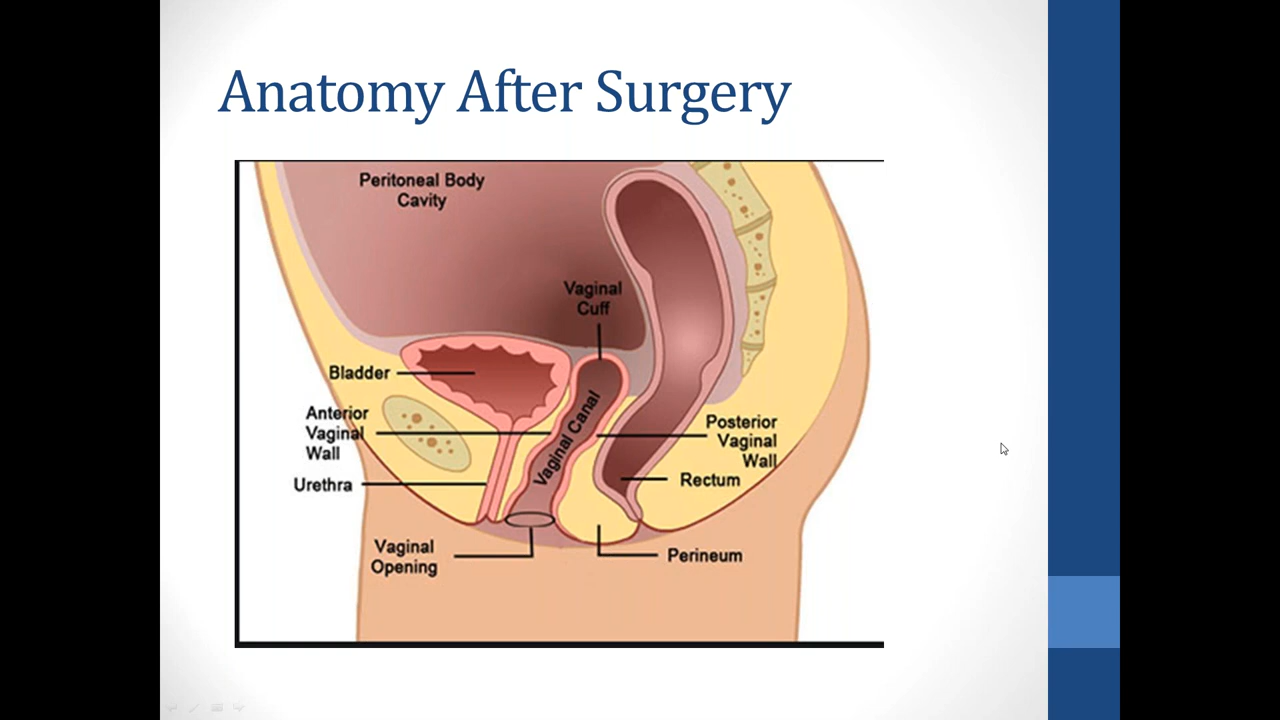 Anatomy After Surgery
Peritoneal Body
Cavity
Vaginal
Cuff
Bladder
Anterior
Vaginal
Wall
Vaginal Canal
Posterior
Vaginal
Wall
Urethra
Rectum
Vaginal
Opening
Perineum